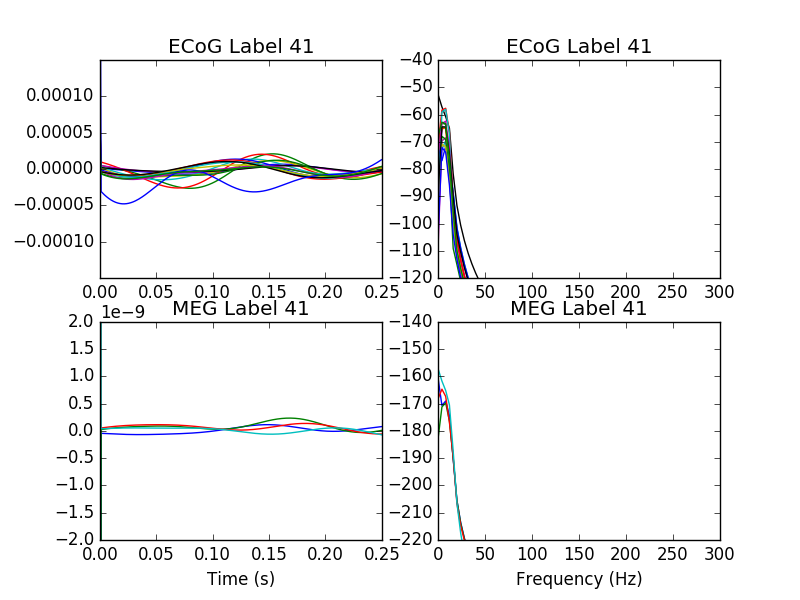 ECoG Label 41
0.00010
0.00005
0.00000
−0.00005
−0.00010
0.00 0.05 0.10 0.15 0.20 0.25
ECoG Label 41
−40
−50
−60
−70
−80
−90
−100
−110
−120
0 50 100 150 200 250 300
1e−9
MEG Label 41
2.0
1.5
1.0
0.5
0.0
−0.5
−1.0
−1.5
−2.0
0.00 0.05 0.10 0.15 0.20 0.25
Time (s)
MEG Label 41
−140
−150
−160
−170
−180
−190
−200
−210
−220
0 50 100 150 200 250 300
Frequency (Hz)